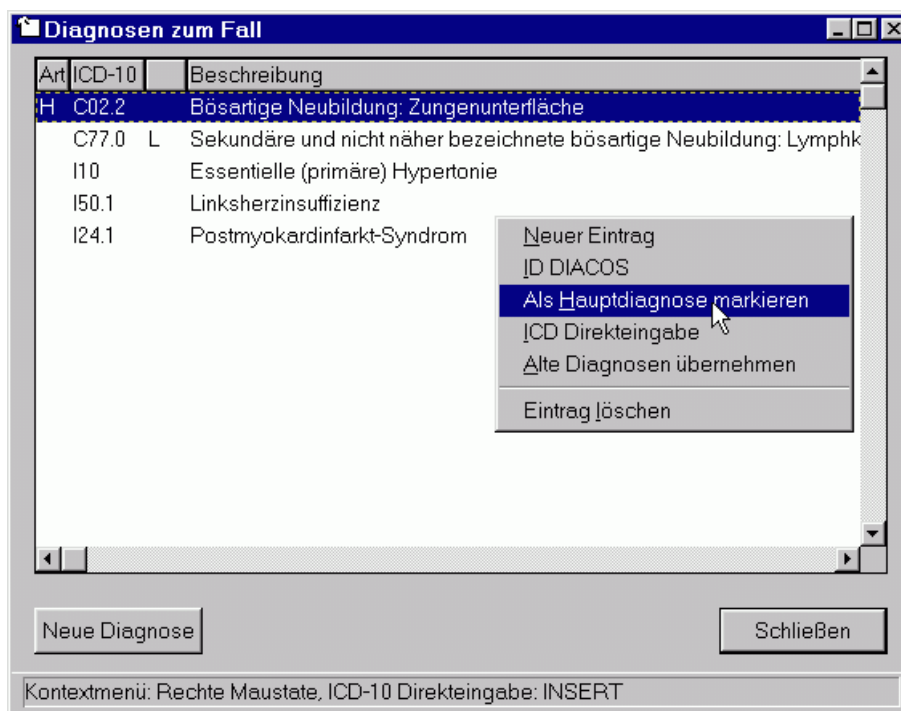 Diagnosen zum Fall
Art ICD-10 Beschreibung
H C02.2 Bösartige Neubildung: Zungenunterfläche
C77.0 L Sekundäre und nicht näher bezeichnete bösartige Neubildung: Lymphk
I10 Essentielle (primäre) Hypertonie
I50.1 Linksherzinsuffizienz
I24.1 Postmyokardinfarkt-Syndrom
Neuer Eintrag
ID DIACOS
Als Hauptdiagnose markieren
ICD Direkteingabe
Alte Diagnosen übernehmen
Eintrag löschen
Neue Diagnose
Schließen
Kontextmenü: Rechte Maustate, ICD-10 Direkteingabe: INSERT